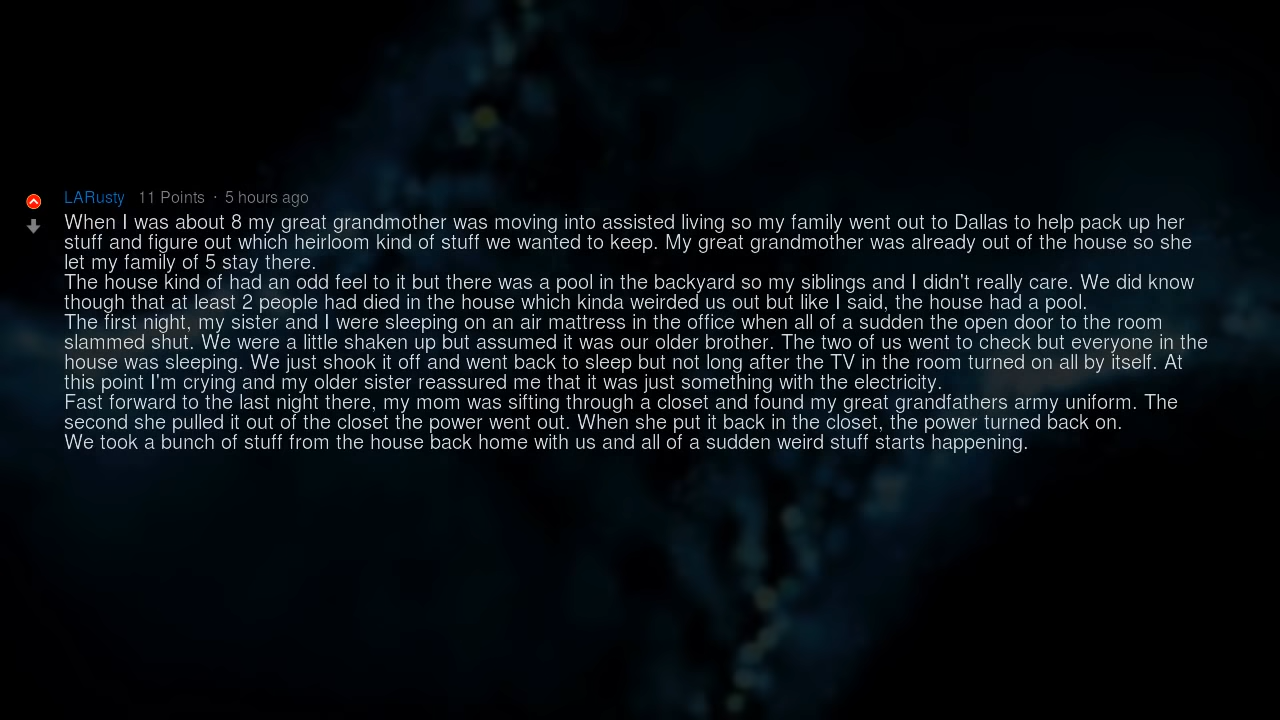 LARusty 11 Points · 5 hours ago
When I was about 8 my great grandmother was moving into assisted living so my family went out to Dallas to help pack up her
stuff and figure out which heirloom kind of stuff we wanted to keep. My great grandmother was already out of the house so she
let my family of 5 stay there.
The house kind of had an odd feel to it but there was a pool in the backyard so my siblings and I didn't really care. We did know
though that at least 2 people had died in the house which kinda weirded us out but like I said, the house had a pool.
The first night, my sister and I were sleeping on an air mattress in the office when all of a sudden the open door to the room
slammed shut. We were a little shaken up but assumed it was our older brother. The two of us went to check but everyone in the
house was sleeping. We just shook it off and went back to sleep but not long after the TV in the room turned on all by itself. At
this point I'm crying and my older sister reassured me that it was just something with the electricity.
Fast forward to the last night there, my mom was sifting through a closet and found my great grandfathers army uniform. The
second she pulled it out of the closet the power went out. When she put it back in the closet, the power turned back on.
We took a bunch of stuff from the house back home with us and all of a sudden weird stuff starts happening.